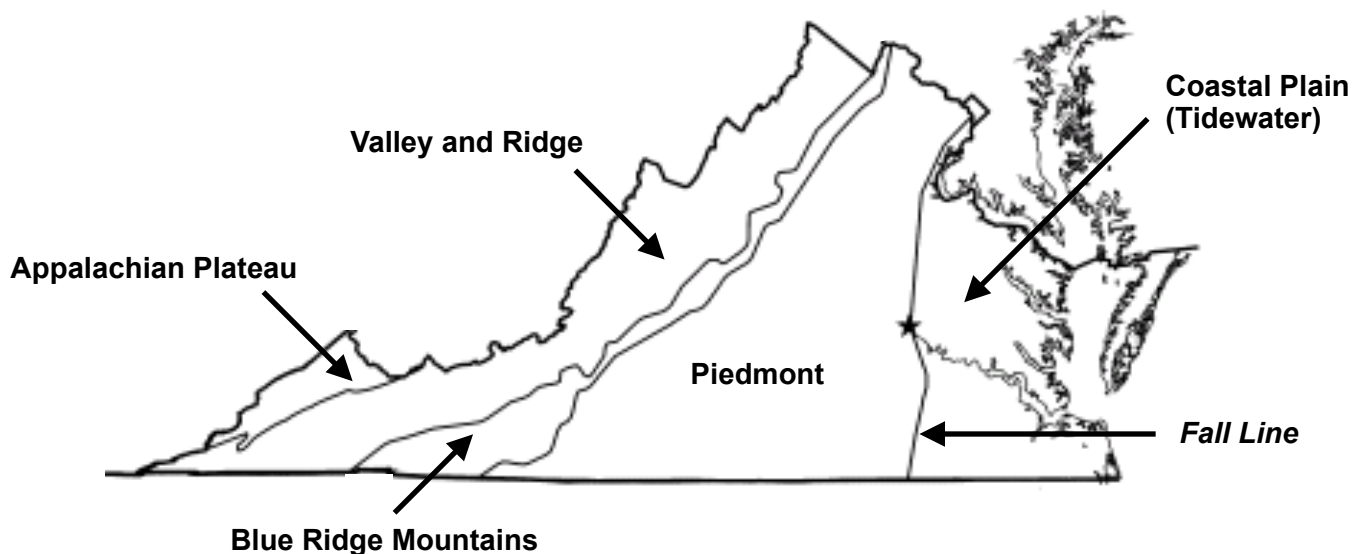 Coastal Plain
(Tidewater)
Valley and Ridge
Appalachian Plateau
Piedmont
Fall Line
Blue Ridge Mountains